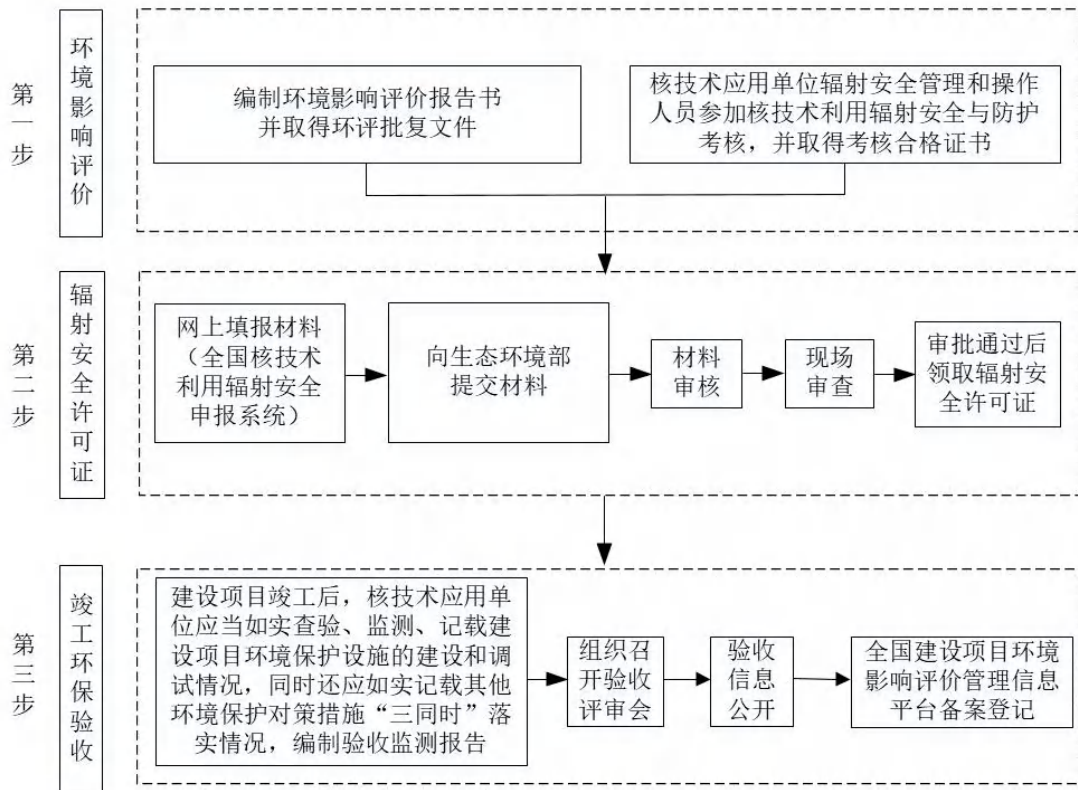 第一步
环境影响评价
编制环境影响评价报告书
并取得环评批复文件
核技术应用单位辐射安全管理和操作
人员参加核技术利用辐射安全与防护
考核，并取得考核合格证书
第二步
辐射安全许可证
网上填报材料
（全国核技术
利用辐射安全
申报系统）
向生态环境部
提交材料
材料
审核
现场
审查
审批通过后
领取辐射安
全许可证
第三步
竣工环保验收
建设项目竣工后，核技术应用单
位应当如实查验、监测、记载建
设项目环境保护设施的建设和调
试情况，同时还应如实记载其他
环境保护对策措施“三同时”落
实情况，编制验收监测报告
组织召
开验收
评审会
验收
信息
公开
全国建设项目环境
影响评价管理信息
平台备案登记